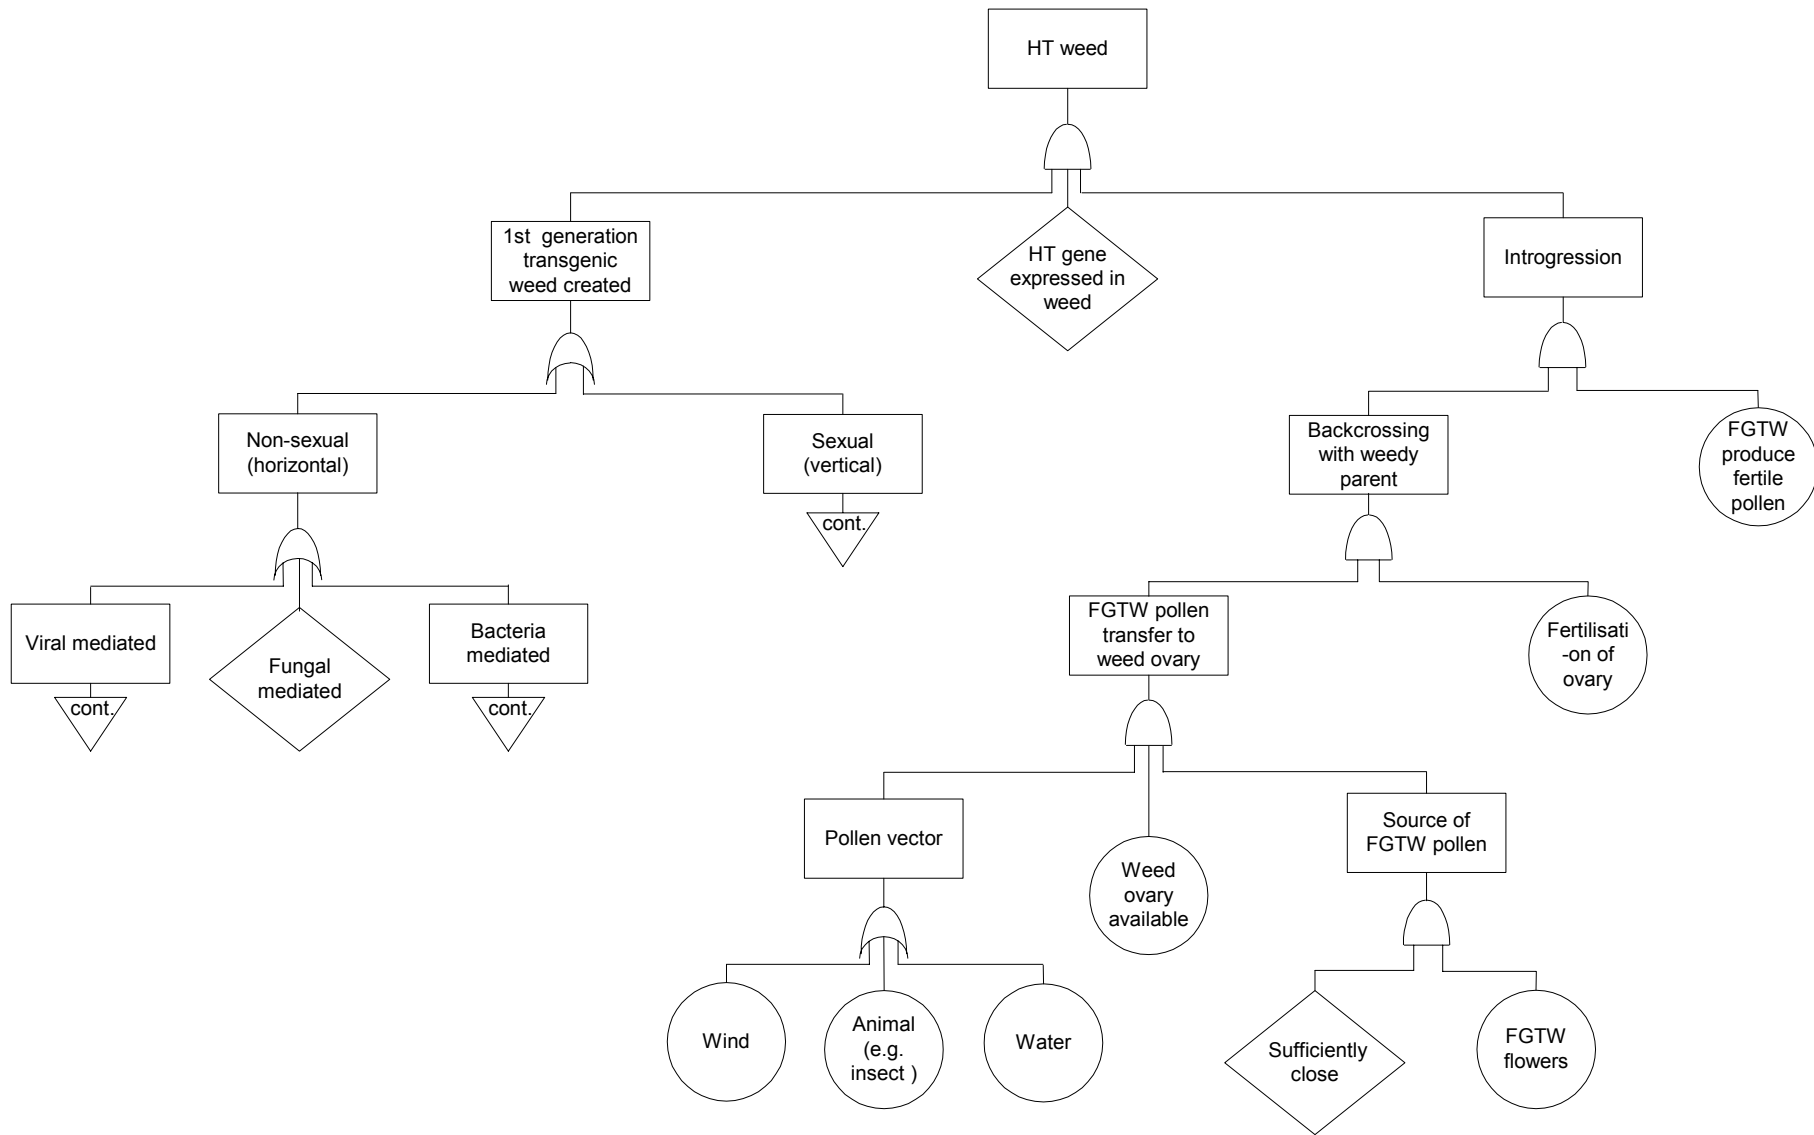 HT weed
1st generation
transgenic
weed created
HT gene
expressed in
weed
Introgression
Non-sexual
(horizontal)
Sexual
(vertical)
cont.
Backcrossing
with weedy
parent
FGTW
produce
fertile
pollen
Viral mediated
cont.
Fungal
mediated
Bacteria
mediated
cont.
FGTW pollen
transfer to
weed ovary
Fertilisati
-on of
ovary
Pollen vector
Weed
ovary
available
Source of
FGTW pollen
Wind
Animal
(e.g.
insect )
Water
Sufficiently
close
FGTW
flowers